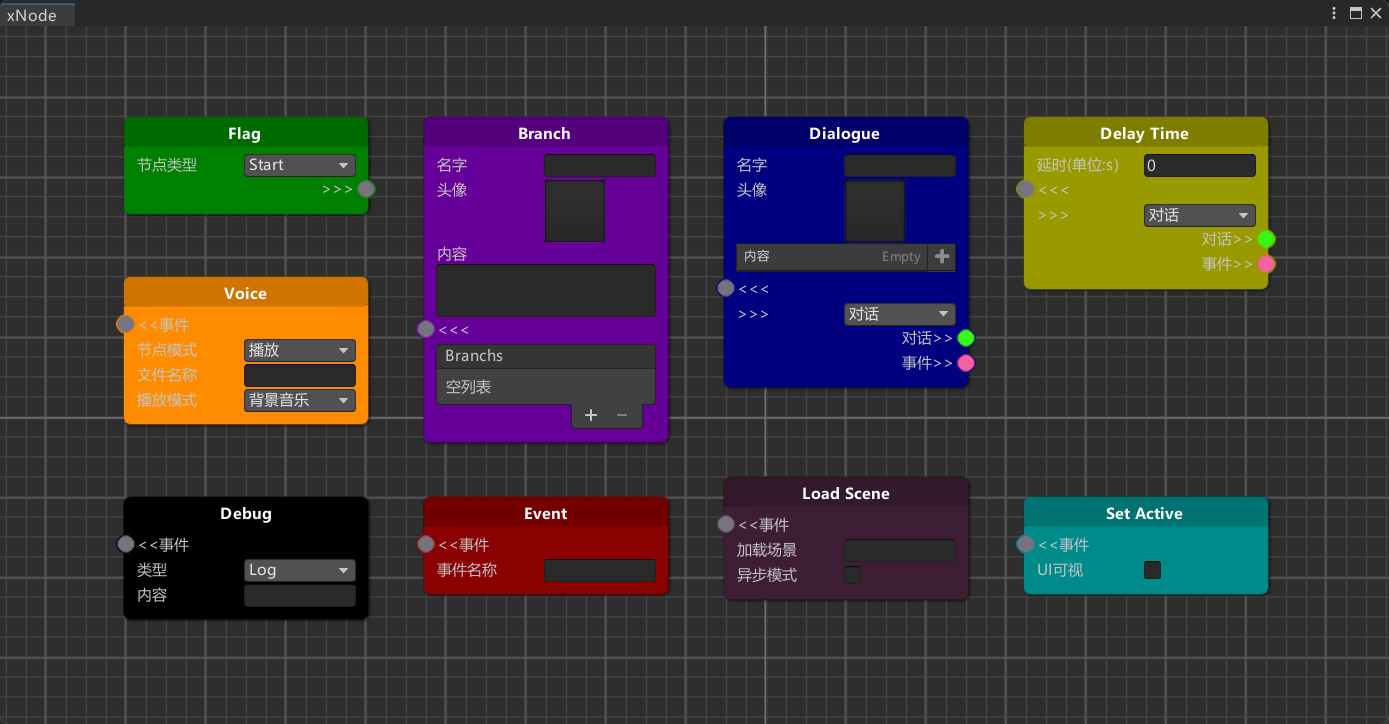 xNode
Flag
节点类型 Start
>>>
Branch
名字
头像
内容
<<<
Branchs
空列表
Dialogue
名字
头像
内容 Empty
<<<
>>> 对话
对话>>
事件>>
Delay Time
延时(单位:s) 0
<<<
>>> 对话
对话>>
事件>>
Voice
<<事件
节点模式 播放
文件名称
播放模式 背景音乐
Debug
<<事件
类型 Log
内容
Event
<<事件
事件名称
Load Scene
<<事件
加载场景
异步模式
Set Active
<<事件
UI可视